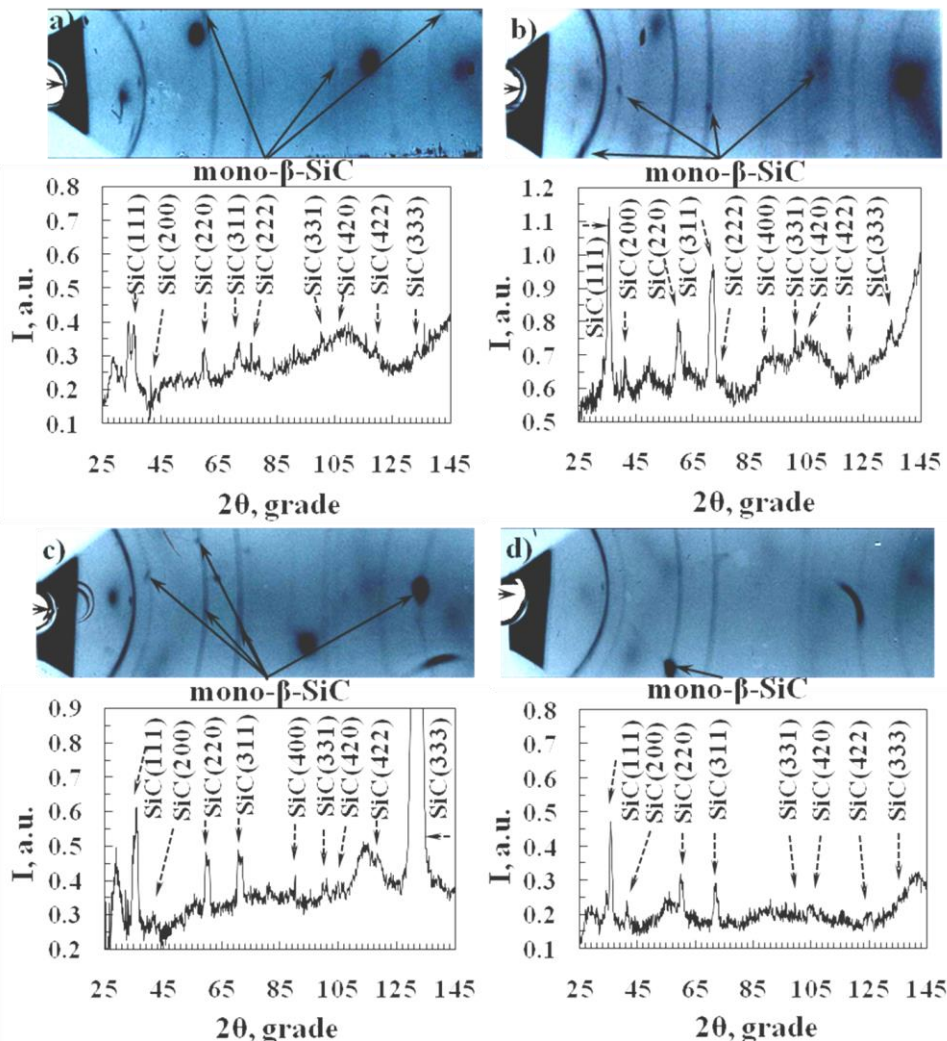 a)
mono-β-SiC
I, a.u.
0.8
0.7
0.6
0.5
0.4
0.3
0.2
0.1
SiC(111)
SiC(200)
SiC(220)
SiC(311)
SiC(222)
SiC(331)
SiC(420)
SiC(422)
SiC(333)
25 45 65 85 105 125 145
2θ, grade
b)
mono-β-SiC
I, a.u.
1.2
1.1
1.0
0.9
0.8
0.7
0.6
0.5
SiC(111)
SiC(200)
SiC(220)
SiC(311)
SiC(222)
SiC(400)
SiC(331)
SiC(420)
SiC(422)
SiC(333)
25 45 65 85 105 125 145
2θ, grade
c)
mono-β-SiC
I, a.u.
0.9
0.8
0.7
0.6
0.5
0.4
0.3
0.2
SiC(111)
SiC(200)
SiC(220)
SiC(311)
SiC(400)
SiC(331)
SiC(420)
SiC(422)
SiC(333)
25 45 65 85 105 125 145
2θ, grade
d)
mono-β-SiC
I, a.u.
0.8
0.7
0.6
0.5
0.4
0.3
0.2
0.1
SiC(111)
SiC(200)
SiC(220)
SiC(311)
SiC(331)
SiC(420)
SiC(422)
SiC(333)
25 45 65 85 105 125 145
2θ, grade